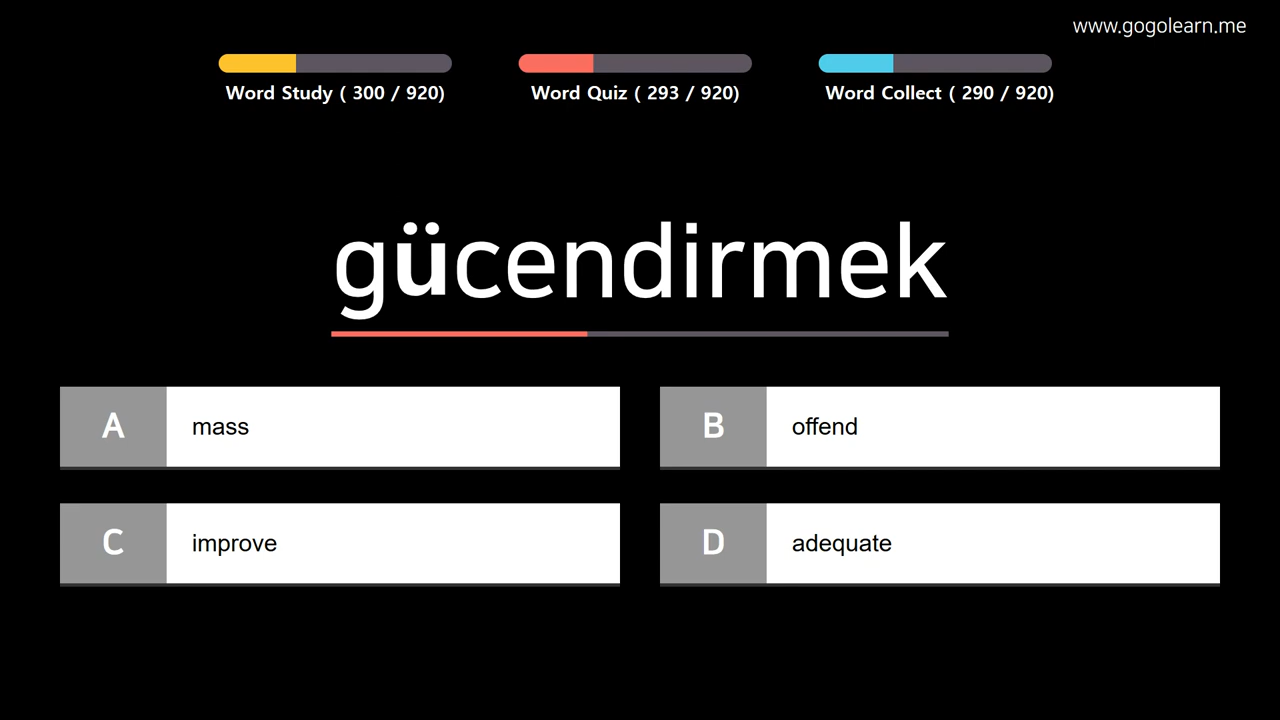 www.gogolearn.me
Word Study ( 300 / 920)
Word Quiz ( 293 / 920)
Word Collect ( 290 / 920)
gücendirmek
A mass
B offend
C improve
D adequate